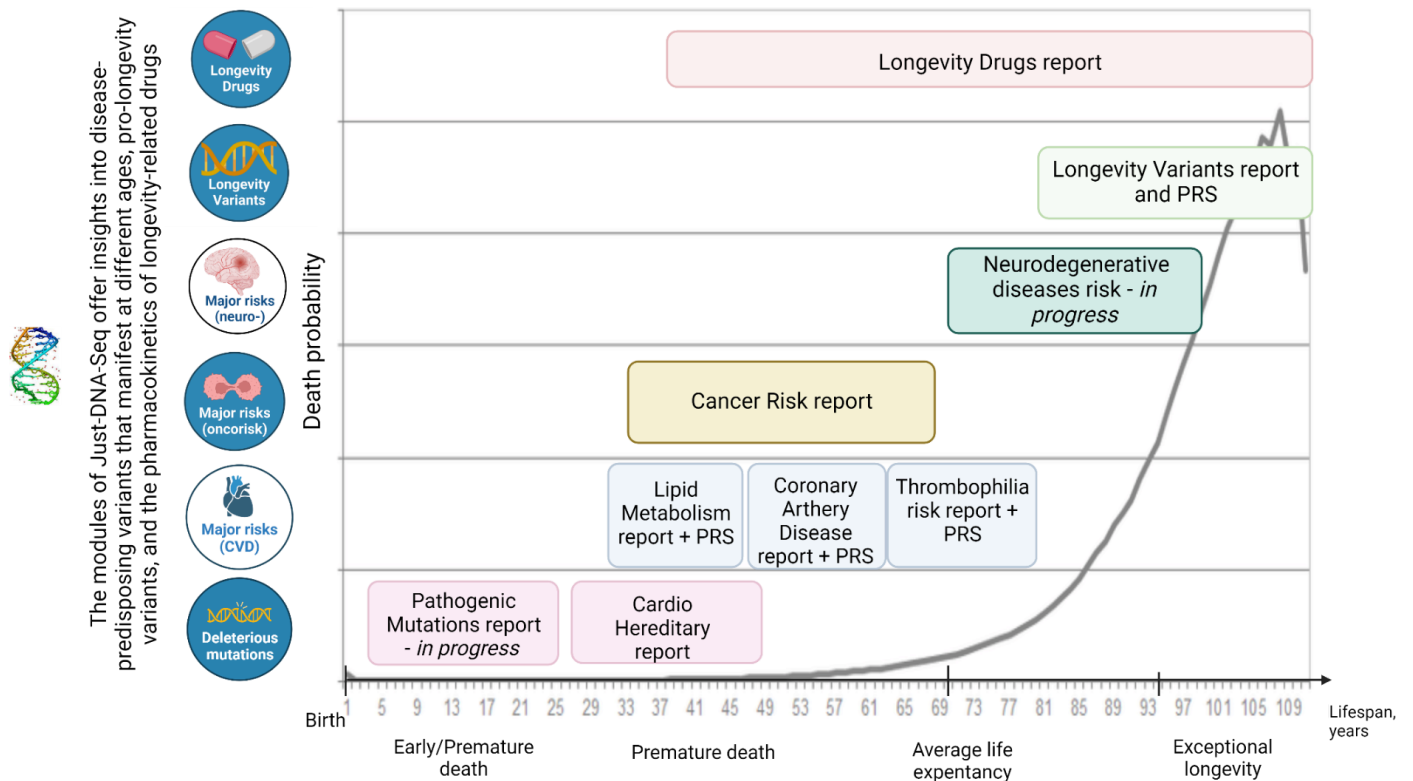 The modules of Just-DNA-Seq offer insights into disease-
predisposing variants that manifest at different ages, pro-longevity
variants, and the pharmacokinetics of longevity-related drugs
Longevity
Drugs
Longevity
Variants
Major risks
(neuro-)
Major risks
(oncorisk)
Major risks
(CVD)
Deleterious
mutations
Death probability
Longevity Drugs report
Longevity Variants report
and PRS
Neurodegenerative
diseases risk - in
progress
Cancer Risk report
Lipid
Metabolism
report + PRS
Coronary
Arthery
Disease
report + PRS
Thrombophilia
risk report +
PRS
Pathogenic
Mutations report
- in progress
Cardio
Hereditary
report
Birth
1 5 9 13 17 21 25 29 33 37 41 45 49 53 57 61 65 69 73 77 81 85 89 93 97 101 105 109
Lifespan,
years
Early/Premature
death
Premature death
Average life
expentancy
Exceptional
longevity